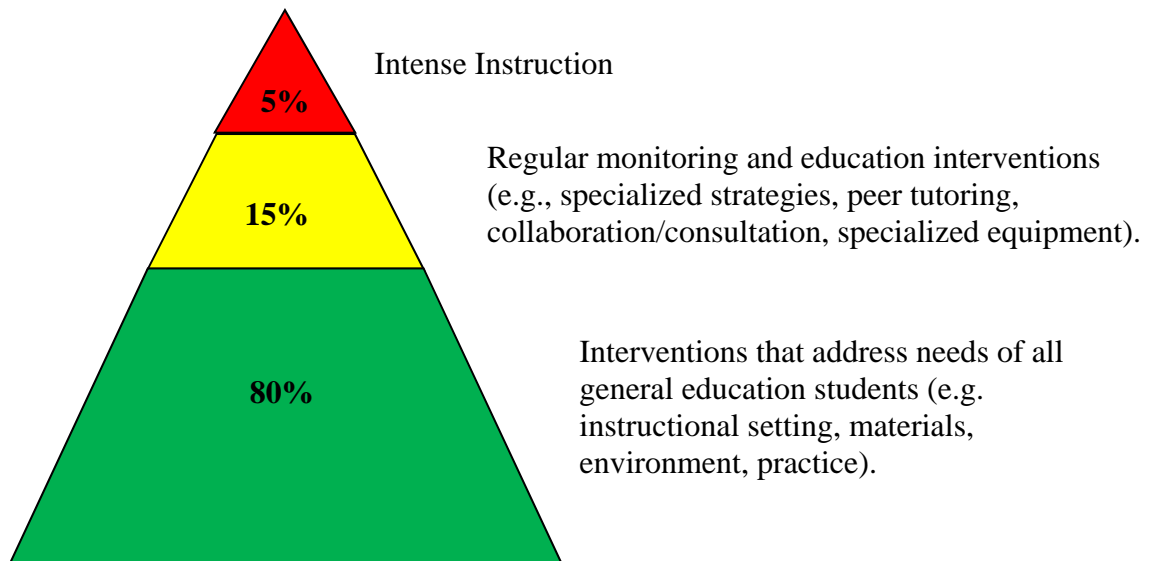 Intense Instruction
5%
Regular monitoring and education interventions
(e.g., specialized strategies, peer tutoring,
collaboration/consultation, specialized equipment).
15%
Interventions that address needs of all
general education students (e.g.
instructional setting, materials,
environment, practice).
80%